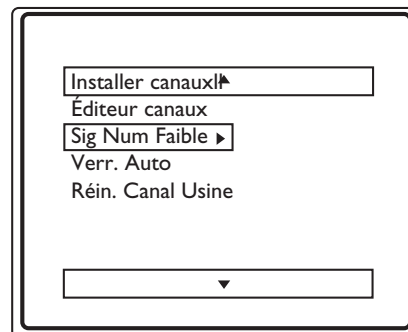 Installer canaux
Éditeur canaux
Sig Num Faible ▸
Verr. Auto
Réin. Canal Usine